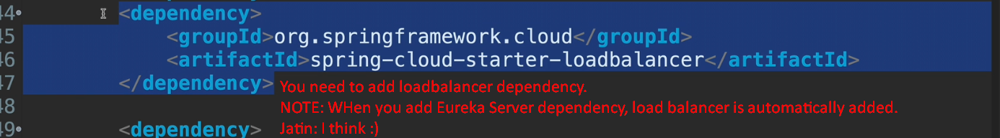 44 <dependency>
45 <groupId>org.springframework.cloud</groupId>
46 <artifactId>spring-cloud-starter-loadbalancer</artifactId>
47 </dependency> You need to add loadbalancer dependency.
48 NOTE: WHen you add Eureka Server dependency, load balancer is automatically added.
49 <dependency> Jatin: I think :)